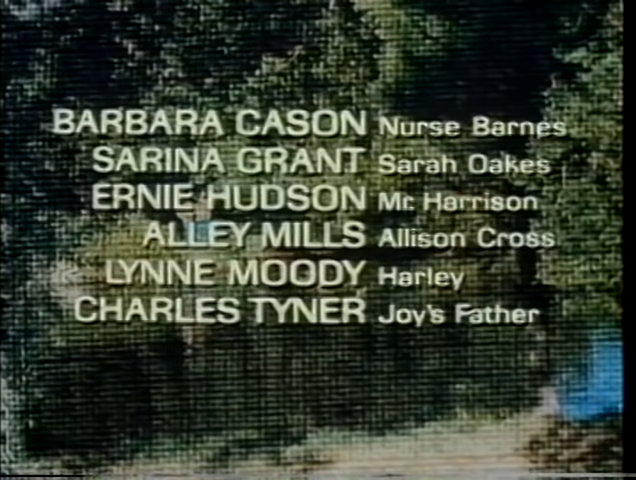 BARBARA CASON Nurse Barnes
SARINA GRANT Sarah Oakes
ERNIE HUDSON Mr. Harrison
ALLEY MILLS Allison Cross
LYNNE MOODY Harley
CHARLES TYNER Joy's Father